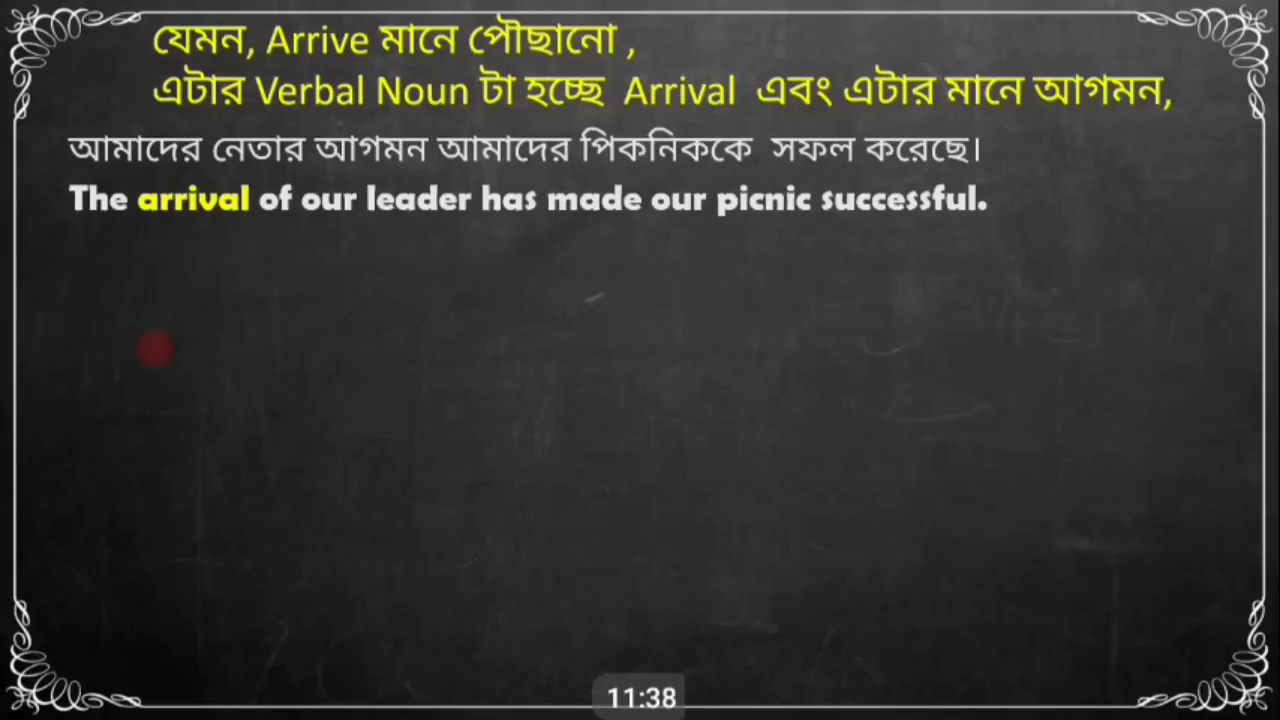 যেমন, Arrive মানে পৌছানো ,
এটার Verbal Noun টা হচ্ছে Arrival এবং এটার মানে আগমন,
আমাদের নেতার আগমন আমাদের পিকনিককে সফল করেছে।
The arrival of our leader has made our picnic successful.
11:38